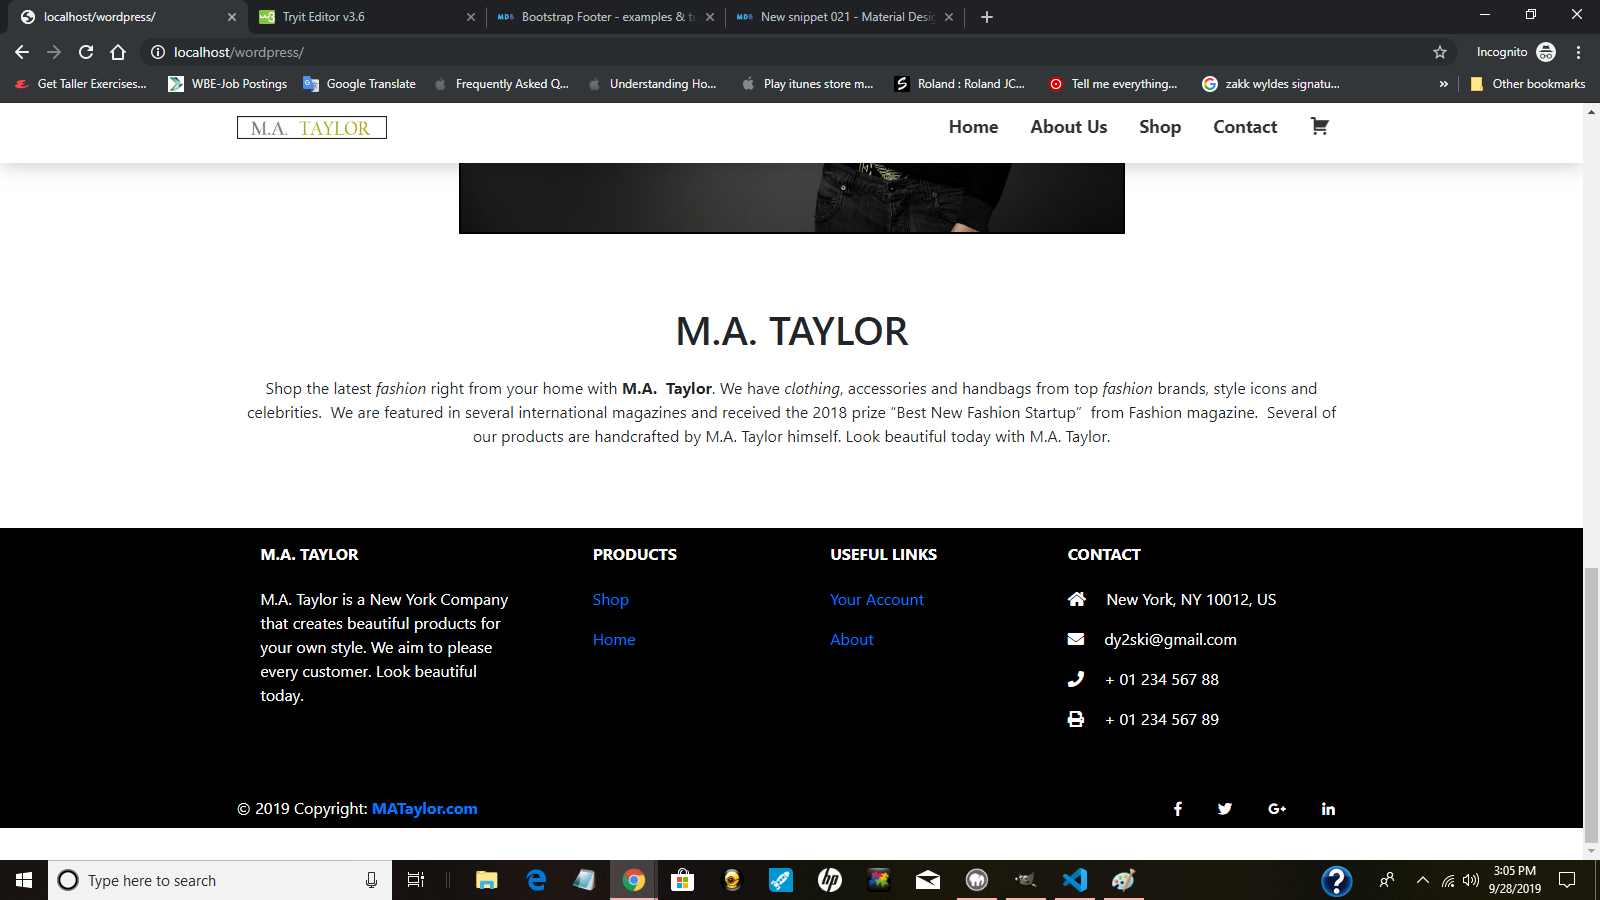 localhost/wordpress/
Tryit Editor v3.6
Bootstrap Footer - examples & tu
New snippet 021 - Material Desig
localhost/wordpress/
Incognito
Get Taller Exercises...
WBE-Job Postings
Google Translate
Frequently Asked Q...
Understanding Ho...
Play itunes store m...
Roland : Roland JC...
Tell me everything...
zakk wyldes signatu...
»
Other bookmarks
M.A. TAYLOR
Home
About Us
Shop
Contact
M.A. TAYLOR
Shop the latest fashion right from your home with M.A.  Taylor. We have clothing, accessories and handbags from top fashion brands, style icons and
celebrities.  We are featured in several international magazines and received the 2018 prize “Best New Fashion Startup”  from Fashion magazine.  Several of
our products are handcrafted by M.A. Taylor himself. Look beautiful today with M.A. Taylor.
M.A. TAYLOR
M.A. Taylor is a New York Company
that creates beautiful products for
your own style. We aim to please
every customer. Look beautiful
today.
PRODUCTS
Shop
Home
USEFUL LINKS
Your Account
About
CONTACT
New York, NY 10012, US
dy2ski@gmail.com
+ 01 234 567 88
+ 01 234 567 89
© 2019 Copyright: MATaylor.com
Type here to search
3:05 PM
9/28/2019